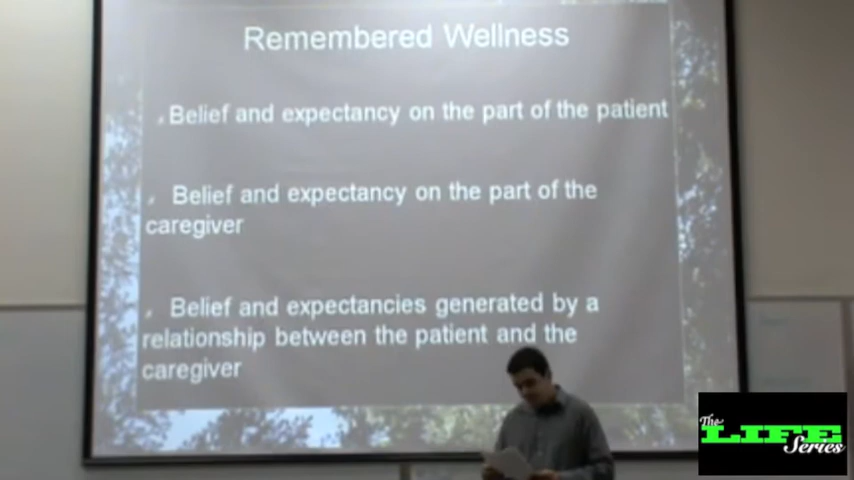 Remembered Wellness
Belief and expectancy on the part of the patient
Belief and expectancy on the part of the
caregiver
Belief and expectancies generated by a
relationship between the patient and the
caregiver
The
LIFE
Series